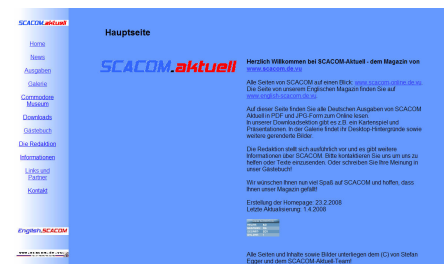 SCACOM.aktuell
Home
News
Ausgaben
Galerie
Commodore
Museum
Downloads
Gästebuch
Die Redaktion
Informationen
Links und
Partner
Kontakt
English.SCACOM
Hauptseite
SCACOM.aktuell
Herzlich Willkommen bei SCACOM-Aktuell - dem Magazin von
www.scacom.de.vu
Alle Seiten von SCACOM auf einen Blick: www.scacom-online.de.vu
Die Seite von unserem Englischen Magazin finden Sie auf
www.english-scacom.de.vu
Auf dieser Seite finden Sie alle Deutschen Ausgaben von SCACOM
Aktuell in PDF und JPG-Form zum Online lesen.
In unserer Downloadsektion gibt es z.B. ein Kartenspiel und
Präsentationen. In der Galerie findet ihr Desktop-Hintergründe sowie
weitere gerenderte Bilder.
Die Redaktion stellt sich ausführlich vor und es gibt weitere
Informationen über SCACOM. Bitte kontaktieren Sie uns um uns zu
helfen oder Texte einzusenden. Oder schreiben Sie Ihre Meinung in
unser Gästebuch!
Wir wünschen Ihnen nun viel Spaß auf SCACOM und hoffen, dass
Ihnen unser Magazin gefällt!
Erstellung der Homepage: 23.2.2008
Letzte Aktualisierung: 1.4.2008
Alle Seiten und Inhalte sowie Bilder unterliegen dem (C) von Stefan
Egger und dem SCACOM-Aktuell-Team!